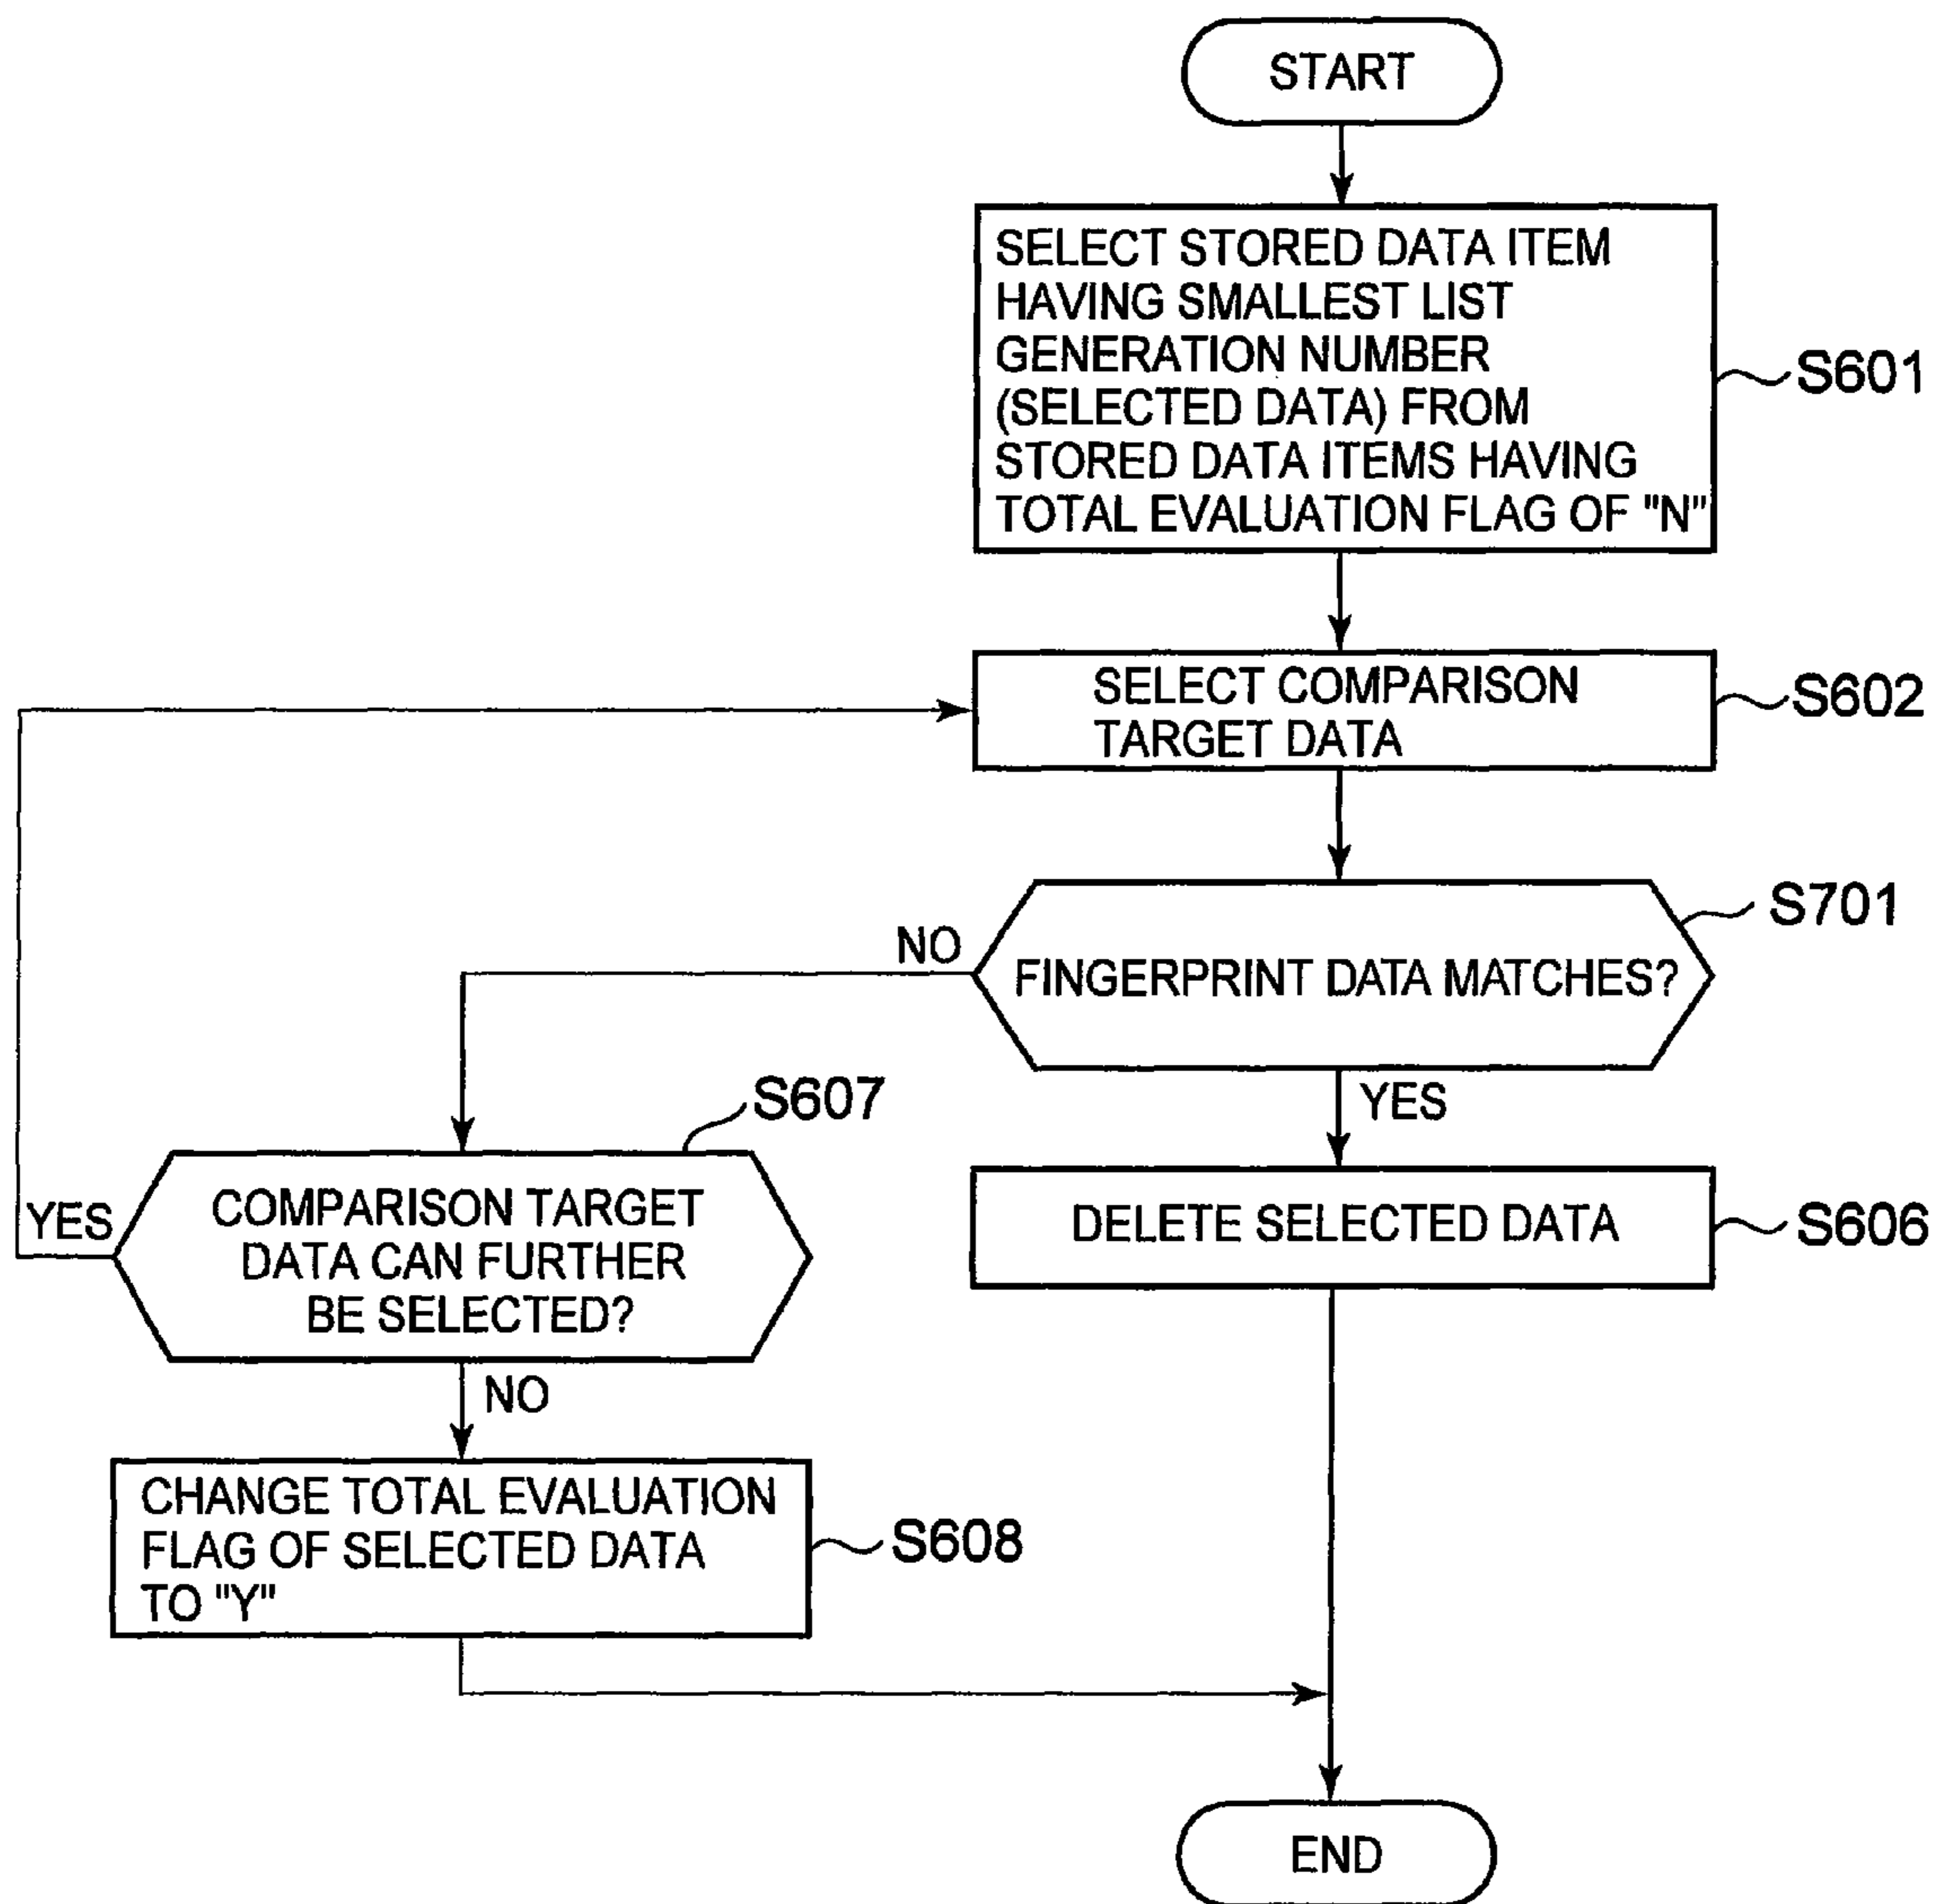 START
SELECT STORED DATA ITEM
HAVING SMALLEST LIST
GENERATION NUMBER
(SELECTED DATA) FROM
STORED DATA ITEMS HAVING
TOTAL EVALUATION FLAG OF "N"
S601
SELECT COMPARISON
TARGET DATA
S602
FINGERPRINT DATA MATCHES?
S701
NO
YES
COMPARISON TARGET
DATA CAN FURTHER
BE SELECTED?
S607
YES
NO
DELETE SELECTED DATA
S606
CHANGE TOTAL EVALUATION
FLAG OF SELECTED DATA
TO "Y"
S608
END